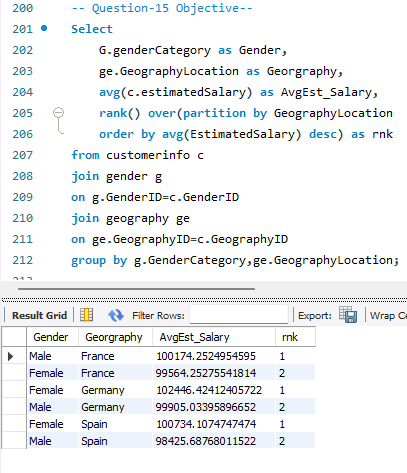 200 -- Question-15 Objective--
201 Select
202 G.genderCategory as Gender,
203 ge.GeographyLocation as Georgraphy,
204 avg(c.estimatedSalary) as AvgEst_Salary,
205 rank() over(partition by GeographyLocation
206 order by avg(EstimatedSalary) desc) as rnk
207 from customerinfo c
208 join gender g
209 on g.GenderID=c.GenderID
210 join geography ge
211 on ge.GeographyID=c.GeographyID
212 group by g.GenderCategory,ge.GeographyLocation;
Result Grid Filter Rows: Export: Wrap Ce
Gender Georgraphy AvgEst_Salary rnk
Male France 100174.2524954595 1
Female France 99564.25275541814 2
Female Germany 102446.42412405722 1
Male Germany 99905.03395896652 2
Female Spain 100734.1074747474 1
Male Spain 98425.68768011522 2